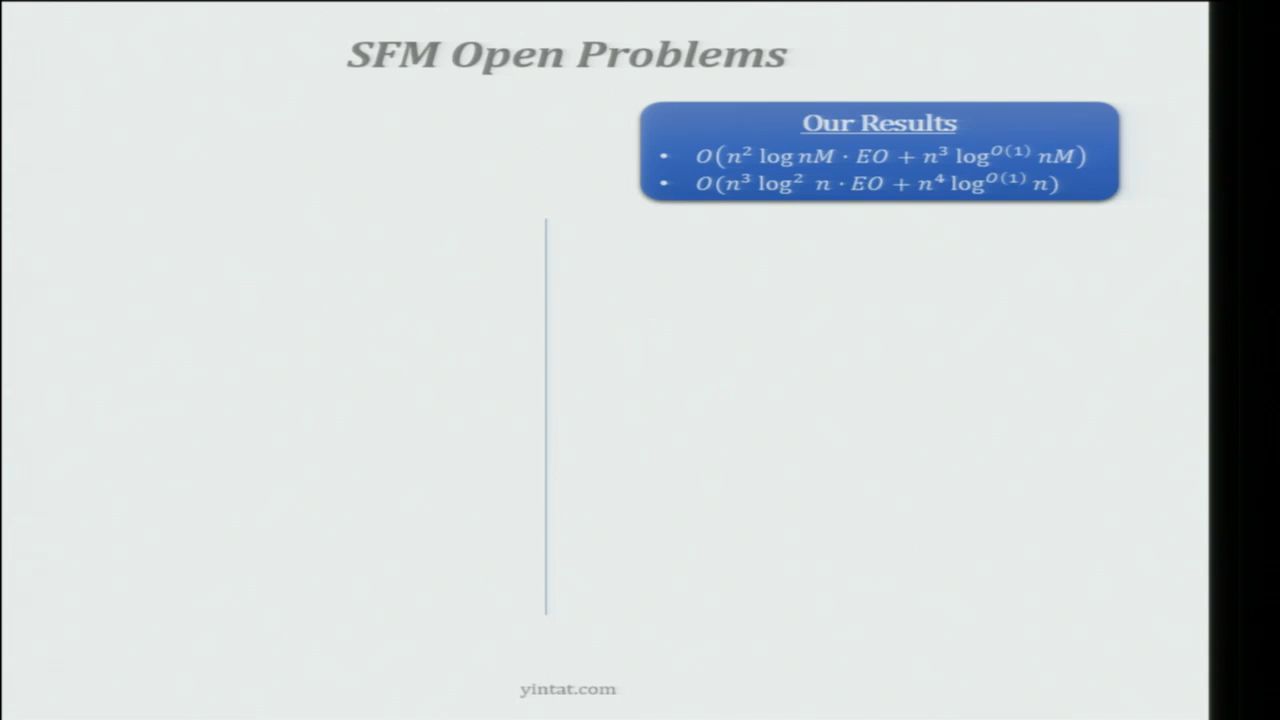 SFM Open Problems
Our Results
• O(n² log nM · EO + n³ log^{O(1)} nM)
• O(n³ log² n · EO + n⁴ log^{O(1)} n)
yintat.com